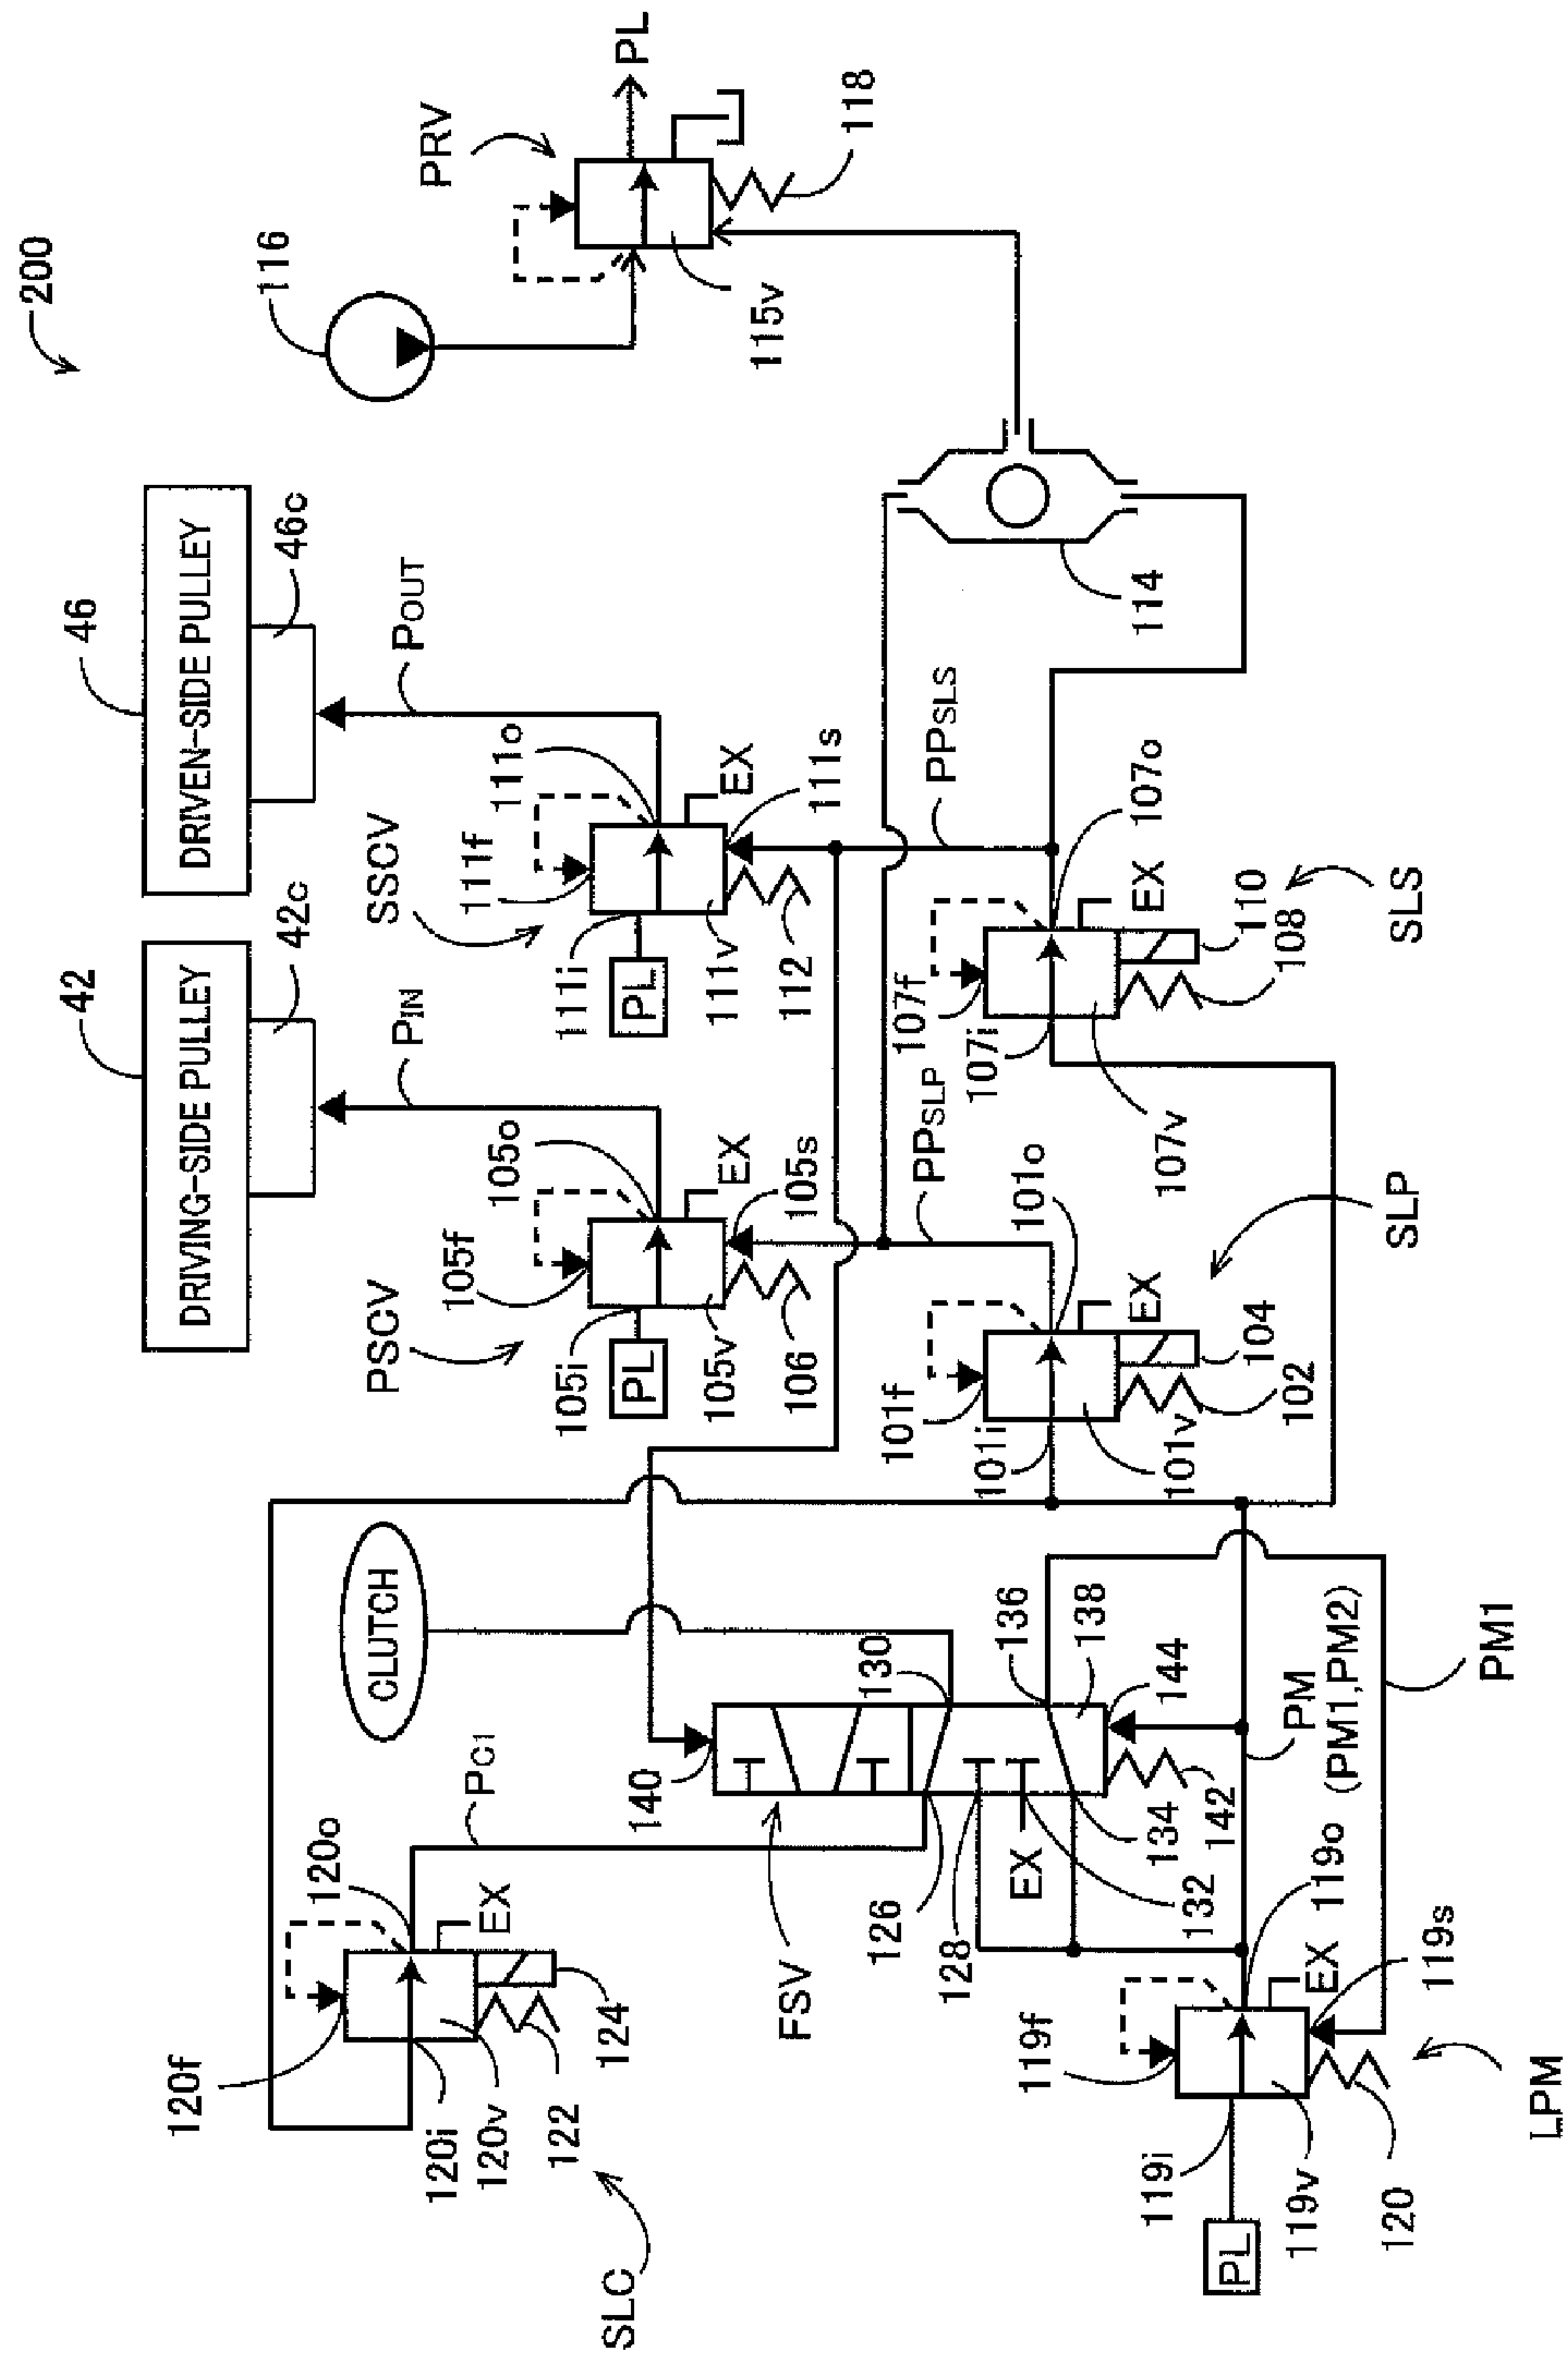 200
DRIVING-SIDE PULLEY
42
42c
DRIVEN-SIDE PULLEY
46
46c
116
PRV
PL
118
115v
PIN
POUT
PSCV
105f
105o
EX
105s
105i
PL
105v
106
SSCV
111f
111o
EX
111s
111i
PL
111v
112
PPSLP
PPSLS
114
SLC
120f
120o
PC1
EX
120i
120v
122
124
CLUTCH
FSV
140
130
126
128
EX
132
134
136
138
142
144
101f
101o
101i
101v
EX
102
104
SLP
107f
107i
107o
107v
EX
110
108
SLS
PL
119i
119v
119f
119o
EX
119s
120
LPM
PM
(PM1,PM2)
PM1